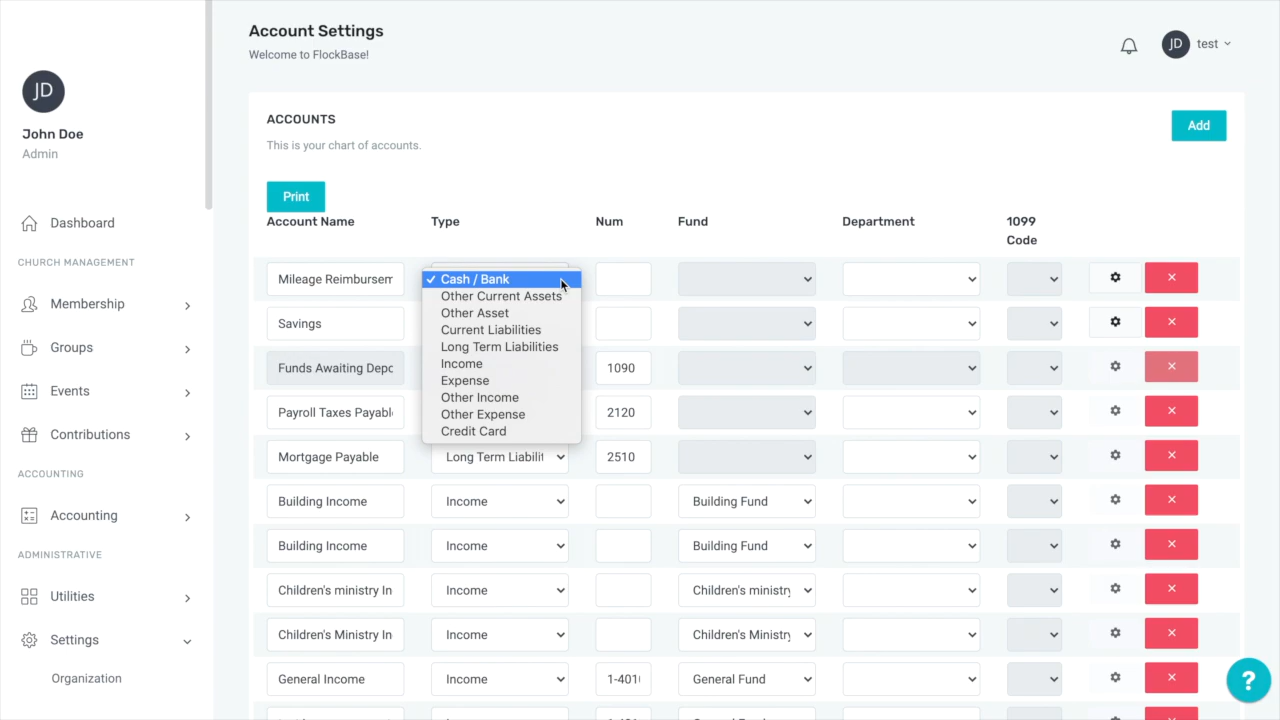 Account Settings
Welcome to FlockBase!
JD
test
JD
John Doe
Admin
Dashboard
CHURCH MANAGEMENT
Membership
Groups
Events
Contributions
ACCOUNTING
Accounting
ADMINISTRATIVE
Utilities
Settings
Organization
ACCOUNTS
This is your chart of accounts.
Add
Print
Account Name Type Num Fund Department 1099 Code
Mileage Reimbursem
✓ Cash / Bank
Other Current Assets
Other Asset
Current Liabilities
Long Term Liabilities
Income
Expense
Other Income
Other Expense
Credit Card
Savings
Funds Awaiting Depo 1090
Payroll Taxes Payabl 2120
Mortgage Payable Long Term Liabilit 2510
Building Income Income Building Fund
Building Income Income Building Fund
Children's ministry In Income Children's ministry
Children's Ministry In Income Children's Ministry
General Income Income 1-401 General Fund
?